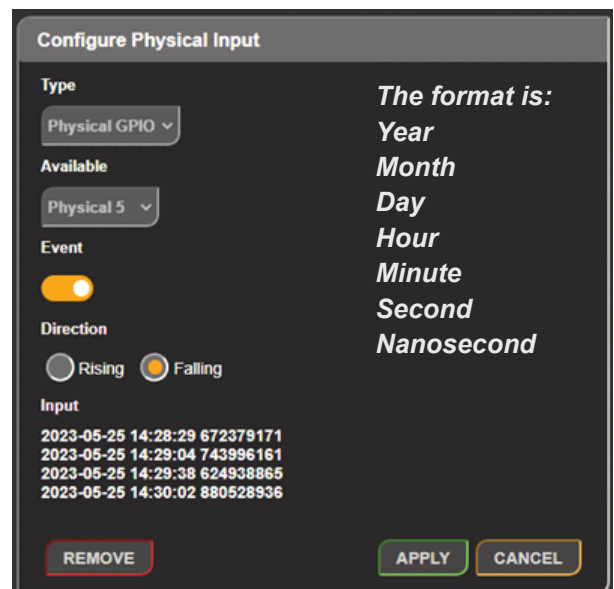 Configure Physical Input
Type
Physical GPIO
Available
Physical 5
Event
Direction
Rising Falling
Input
2023-05-25 14:28:29 672379171
2023-05-25 14:29:04 743996161
2023-05-25 14:29:38 624938865
2023-05-25 14:30:02 880528936
REMOVE APPLY CANCEL
The format is:
Year
Month
Day
Hour
Minute
Second
Nanosecond